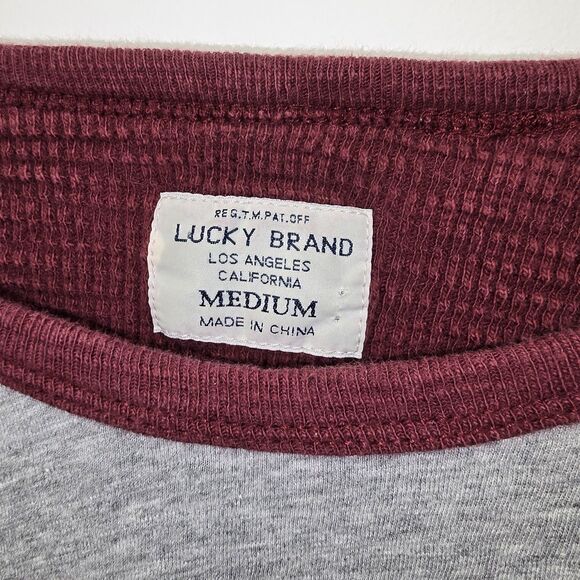 REG.T.M.PAT.OFF
LUCKY BRAND
LOS ANGELES
CALIFORNIA
MEDIUM
MADE IN CHINA